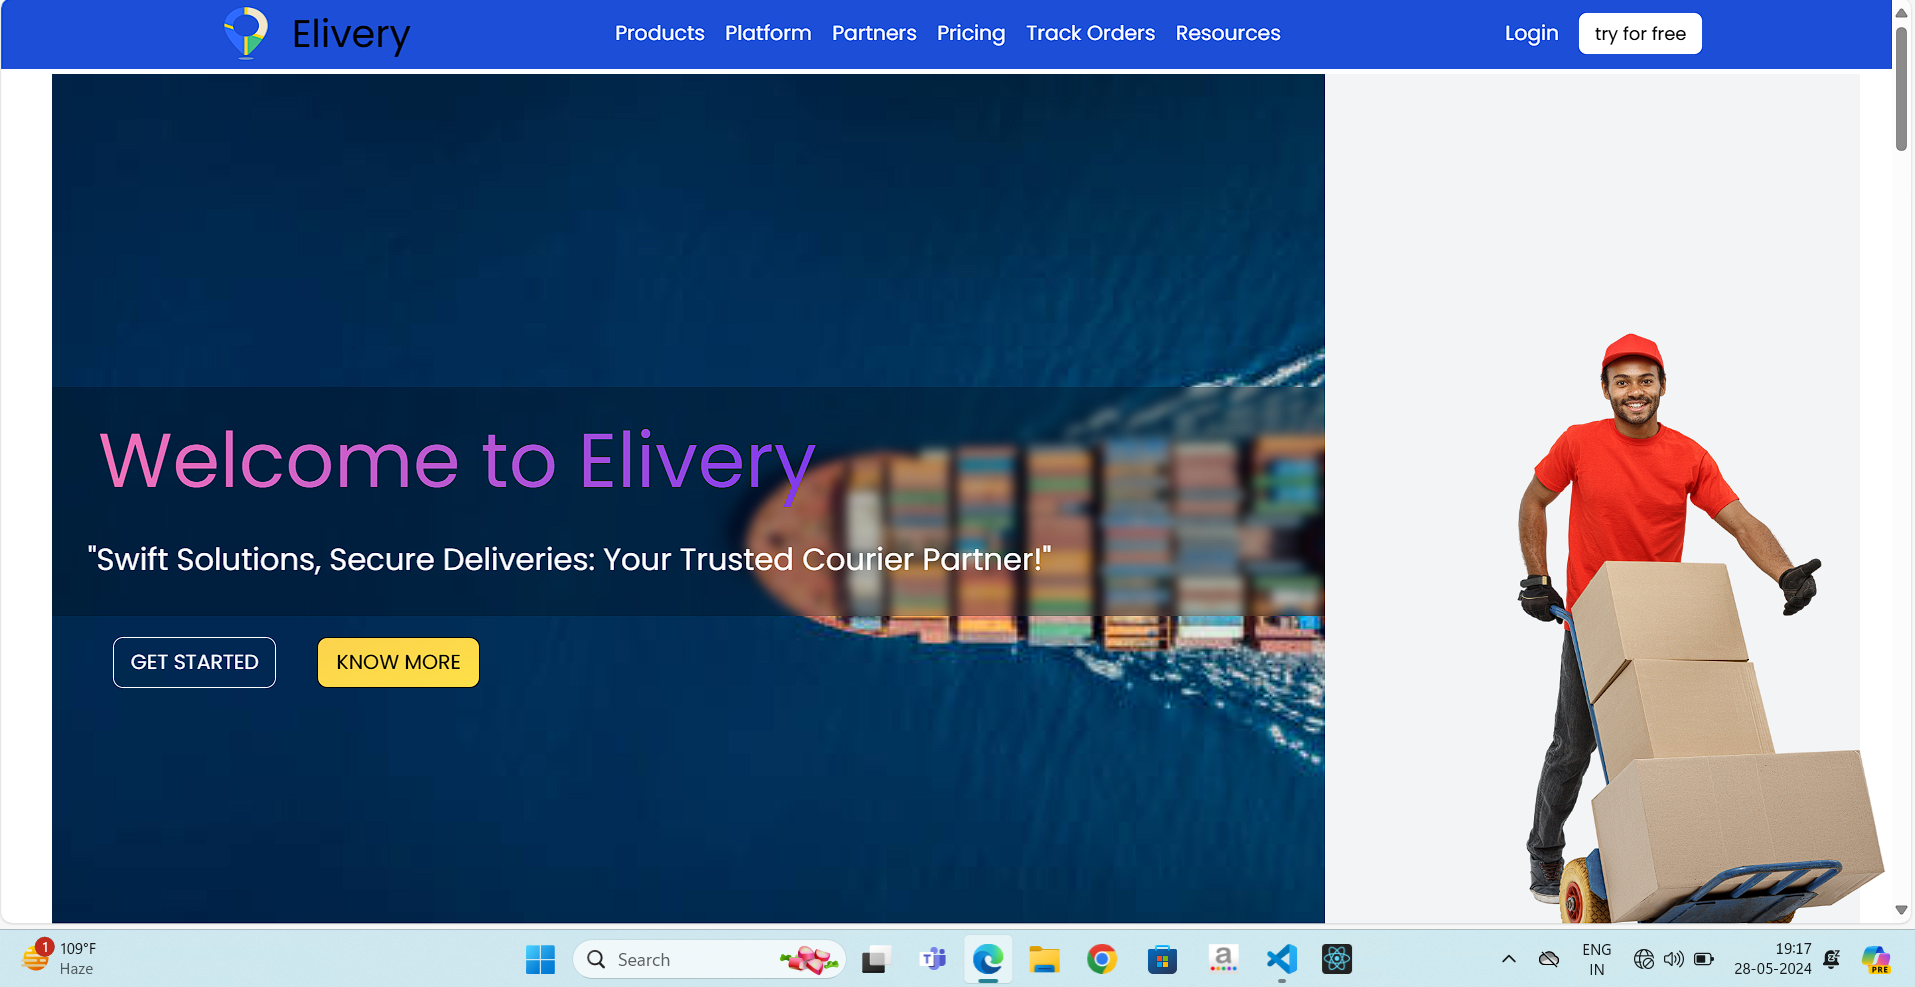 Elivery
Products Platform Partners Pricing Track Orders Resources
Login try for free
Welcome to Elivery
"Swift Solutions, Secure Deliveries: Your Trusted Courier Partner!"
GET STARTED KNOW MORE
1 109°F
Haze
Search
T
a
PRE
ENG
IN
19:17
28-05-2024